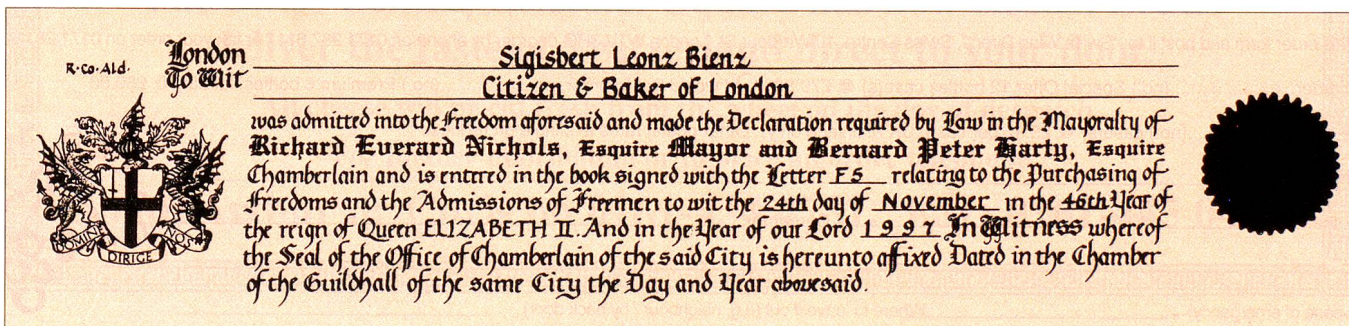 R·Co·Ald.
London
To Wit
Sigisbert Leonz Bienz
Citizen & Baker of London
was admitted into the Freedom aforesaid and made the Declaration required by Law in the Mayoralty of
Richard Everard Nichols, Esquire Mayor and Bernard Peter Harty, Esquire
Chamberlain and is entered in the book signed with the Letter F5 relating to the Purchasing of
Freedoms and the Admissions of Freemen to wit the 24th day of November in the 46th Year of
the reign of Queen ELIZABETH II. And in the Year of our Lord 1997 In Witness whereof
the Seal of the Office of Chamberlain of the said City is hereunto affixed Dated in the Chamber
of the Guildhall of the same City the Day and Year abovesaid.
DOMINE DIRIGE NOS